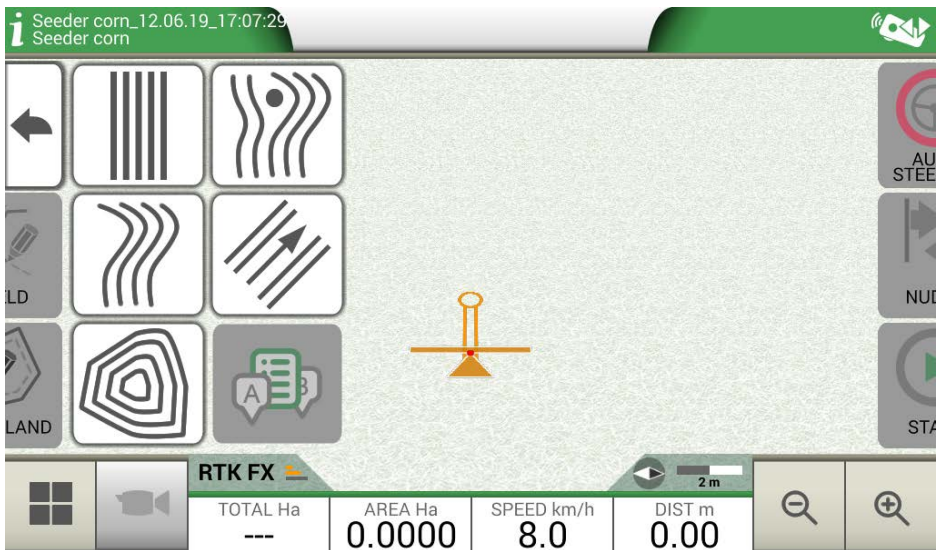 Seeder corn_12.06.19_17:07:29
Seeder corn
AU
STEE
LD
NUD
LAND
STA
A B
RTK FX
2 m
TOTAL Ha
AREA Ha
SPEED km/h
DIST m
---
0.0000
8.0
0.00